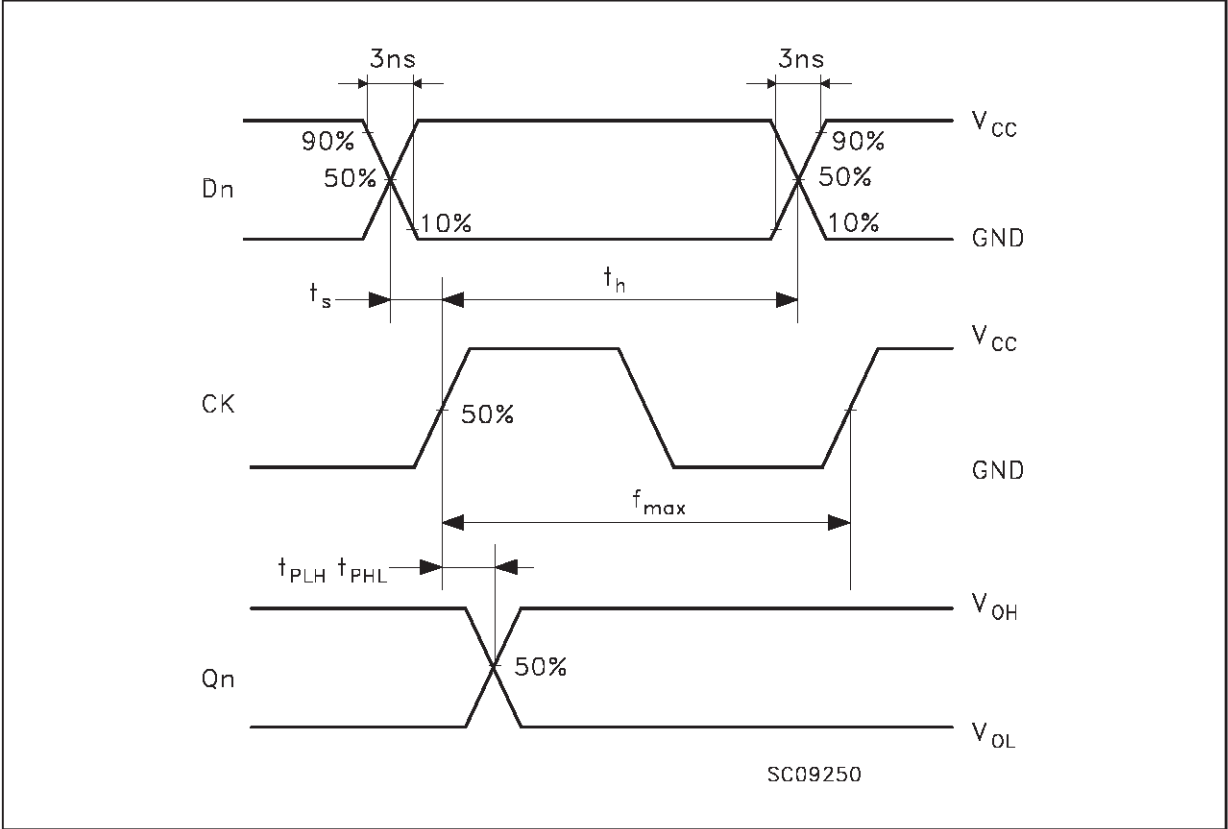 3ns 3ns
V_CC
90% 90%
50% 50%
Dn
10% 10%
GND
t_s t_h
V_CC
CK
50%
GND
f_max
t_PLH t_PHL
V_OH
50%
Qn
V_OL
SC09250